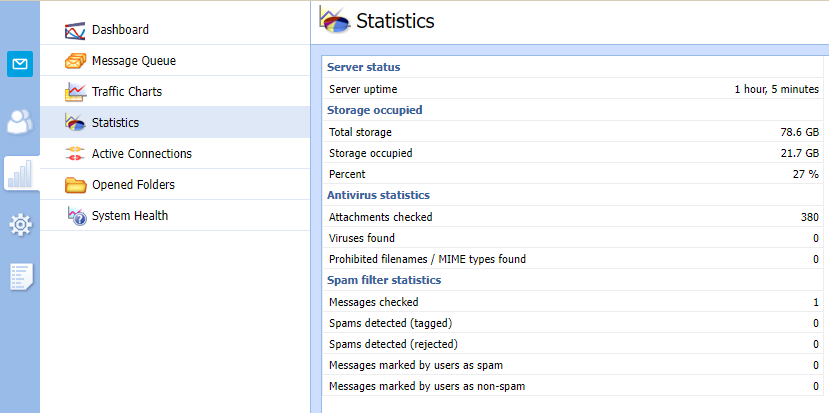 Statistics
Dashboard
Message Queue
Traffic Charts
Statistics
Active Connections
Opened Folders
System Health
Server status
Server uptime 1 hour, 5 minutes
Storage occupied
Total storage 78.6 GB
Storage occupied 21.7 GB
Percent 27 %
Antivirus statistics
Attachments checked 380
Viruses found 0
Prohibited filenames / MIME types found 0
Spam filter statistics
Messages checked 1
Spams detected (tagged) 0
Spams detected (rejected) 0
Messages marked by users as spam 0
Messages marked by users as non-spam 0